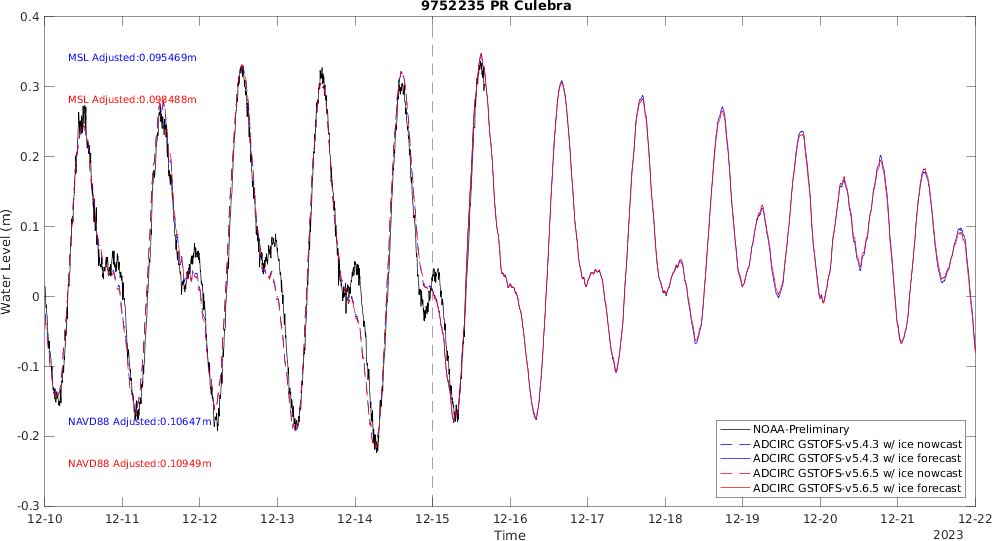 9752235 PR Culebra
0.4
0.3
0.2
0.1
0
-0.1
-0.2
-0.3
Water Level (m)
MSL Adjusted:0.095469m
MSL Adjusted:0.098488m
NAVD88 Adjusted:0.10647m
NAVD88 Adjusted:0.10949m
NOAA-Preliminary
ADCIRC GSTOFS-v5.4.3 w/ ice nowcast
ADCIRC GSTOFS-v5.4.3 w/ ice forecast
ADCIRC GSTOFS-v5.6.5 w/ ice nowcast
ADCIRC GSTOFS-v5.6.5 w/ ice forecast
12-10 12-11 12-12 12-13 12-14 12-15 12-16 12-17 12-18 12-19 12-20 12-21 12-22
Time
2023